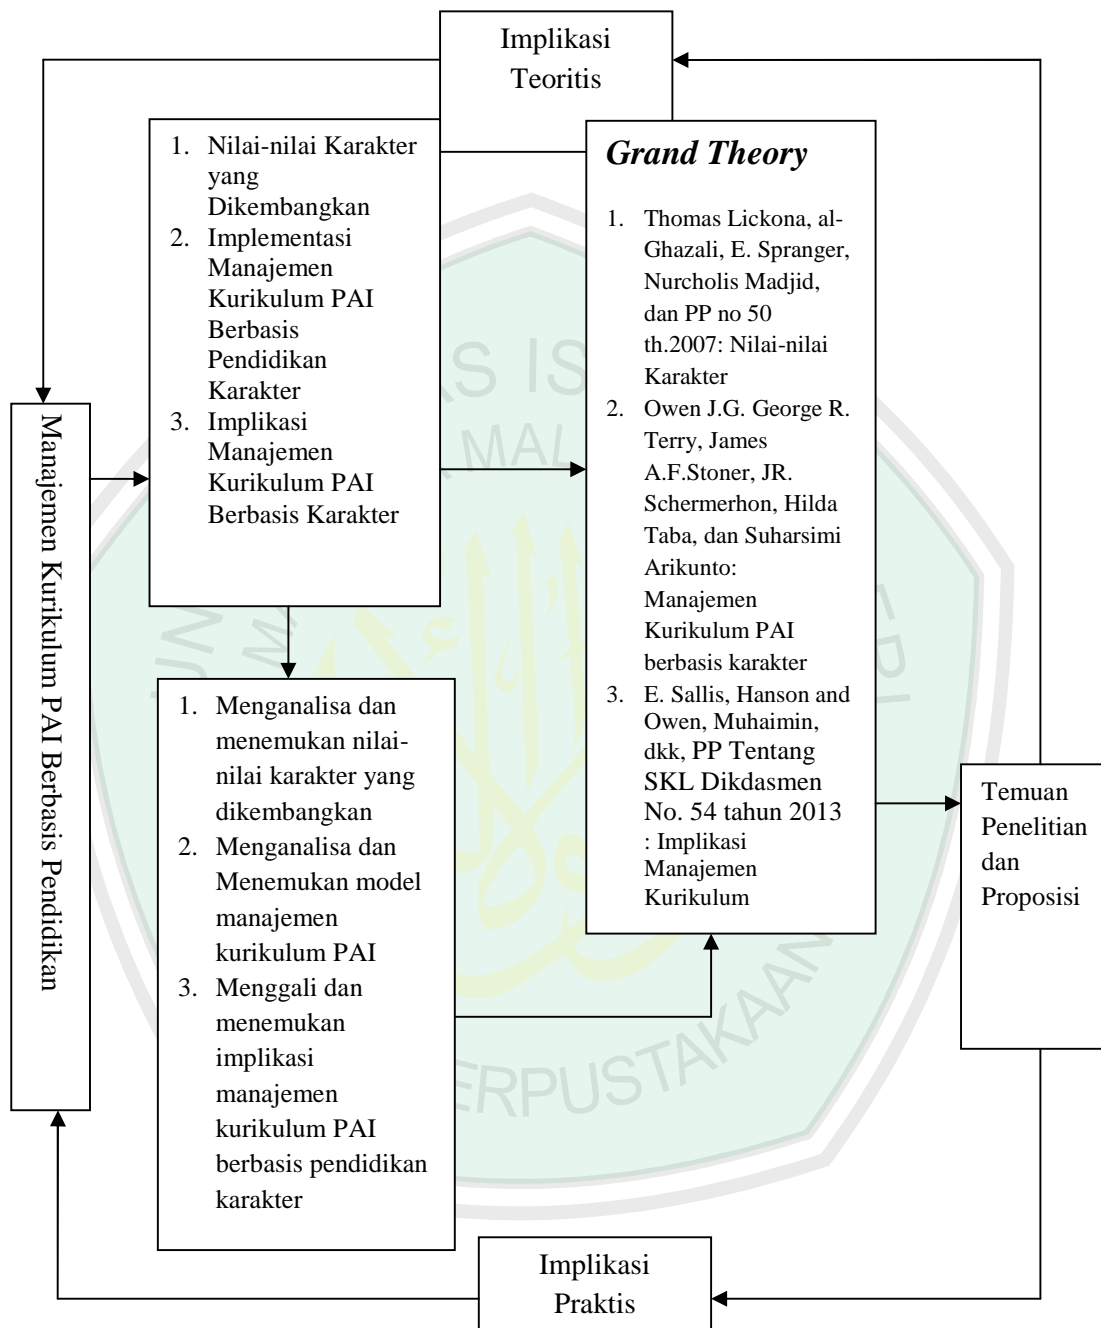 Implikasi
Teoritis
1. Nilai-nilai Karakter
yang
Dikembangkan
2. Implementasi
Manajemen
Kurikulum PAI
Berbasis
Pendidikan
Karakter
3. Implikasi
Manajemen
Kurikulum PAI
Berbasis Karakter
Grand Theory
1. Thomas Lickona, al-
Ghazali, E. Spranger,
Nurcholis Madjid,
dan PP no 50
th.2007: Nilai-nilai
Karakter
2. Owen J.G. George R.
Terry, James
A.F.Stoner, JR.
Schermerhon, Hilda
Taba, dan Suharsimi
Arikunto:
Manajemen
Kurikulum PAI
berbasis karakter
3. E. Sallis, Hanson and
Owen, Muhaimin,
dkk, PP Tentang
SKL Dikdasmen
No. 54 tahun 2013
: Implikasi
Manajemen
Kurikulum
Manajemen Kurikulum PAI Berbasis Pendidikan
1. Menganalisa dan
menemukan nilai-
nilai karakter yang
dikembangkan
2. Menganalisa dan
Menemukan model
manajemen
kurikulum PAI
3. Menggali dan
menemukan
implikasi
manajemen
kurikulum PAI
berbasis pendidikan
karakter
Temuan
Penelitian
dan
Proposisi
Implikasi
Praktis